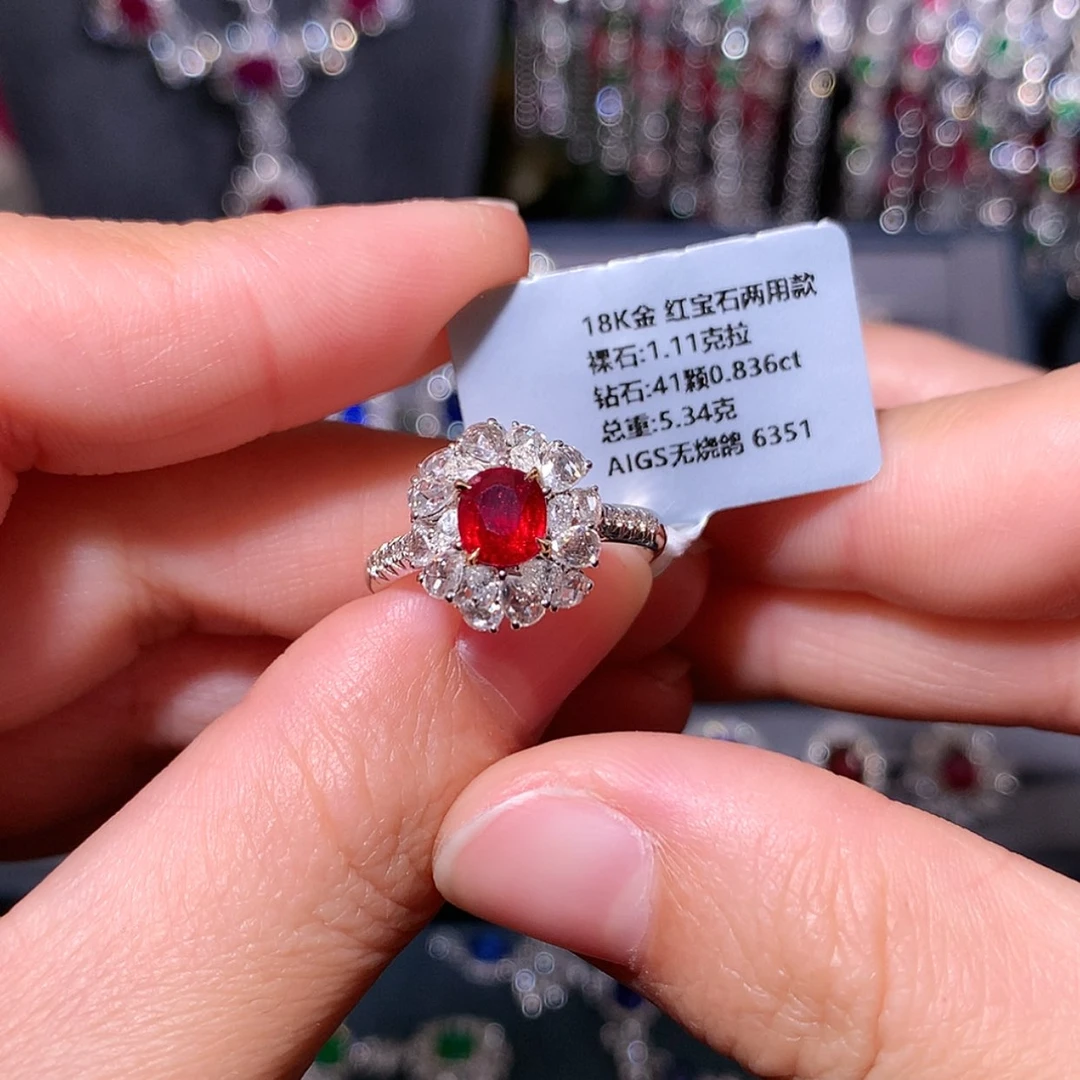 18K金 红宝石两用款
裸石:1.11克拉
钻石:41颗0.836ct
总重:5.34克
AIGS无烧鸽 6351